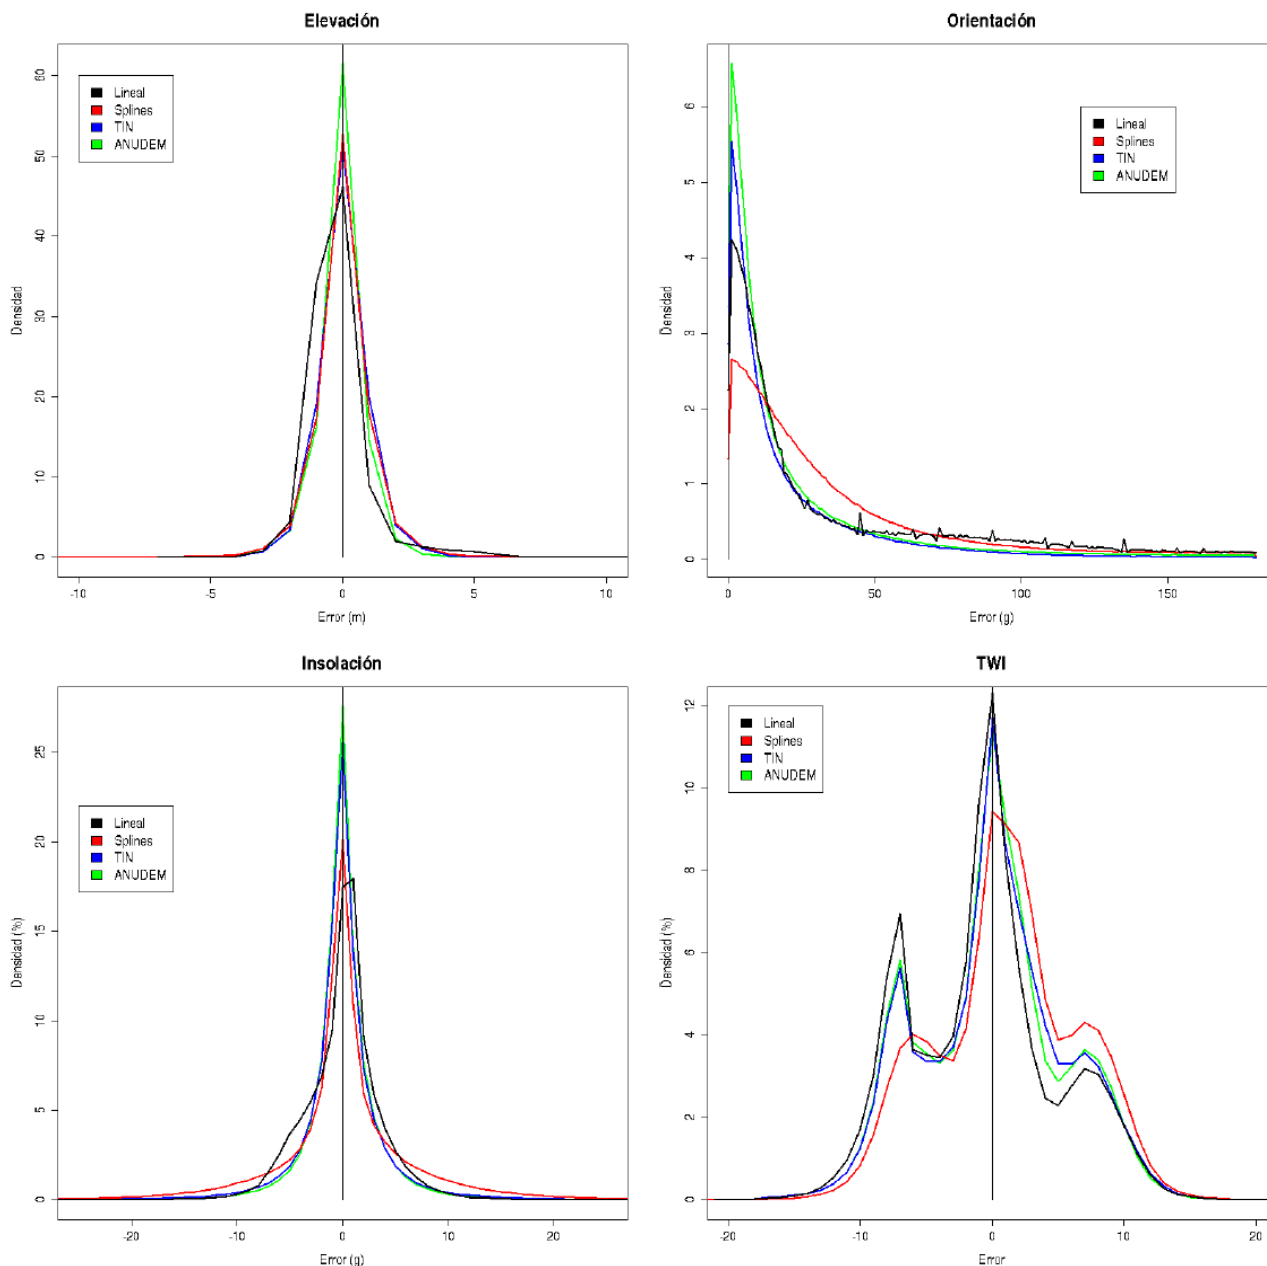 Elevación
Densidad
60
50
40
30
20
10
0
Lineal
Splines
TIN
ANUDEM
-10 -5 0 5 10
Error (m)
Orientación
Densidad
6
5
4
3
2
1
0
Lineal
Splines
TIN
ANUDEM
0 50 100 150
Error (g)
Insolación
Densidad (%)
25
20
15
10
5
0
Lineal
Splines
TIN
ANUDEM
-20 -10 0 10 20
Error (g)
TWI
Densidad (%)
12
10
8
6
4
2
0
Lineal
Splines
TIN
ANUDEM
-20 -10 0 10 20
Error